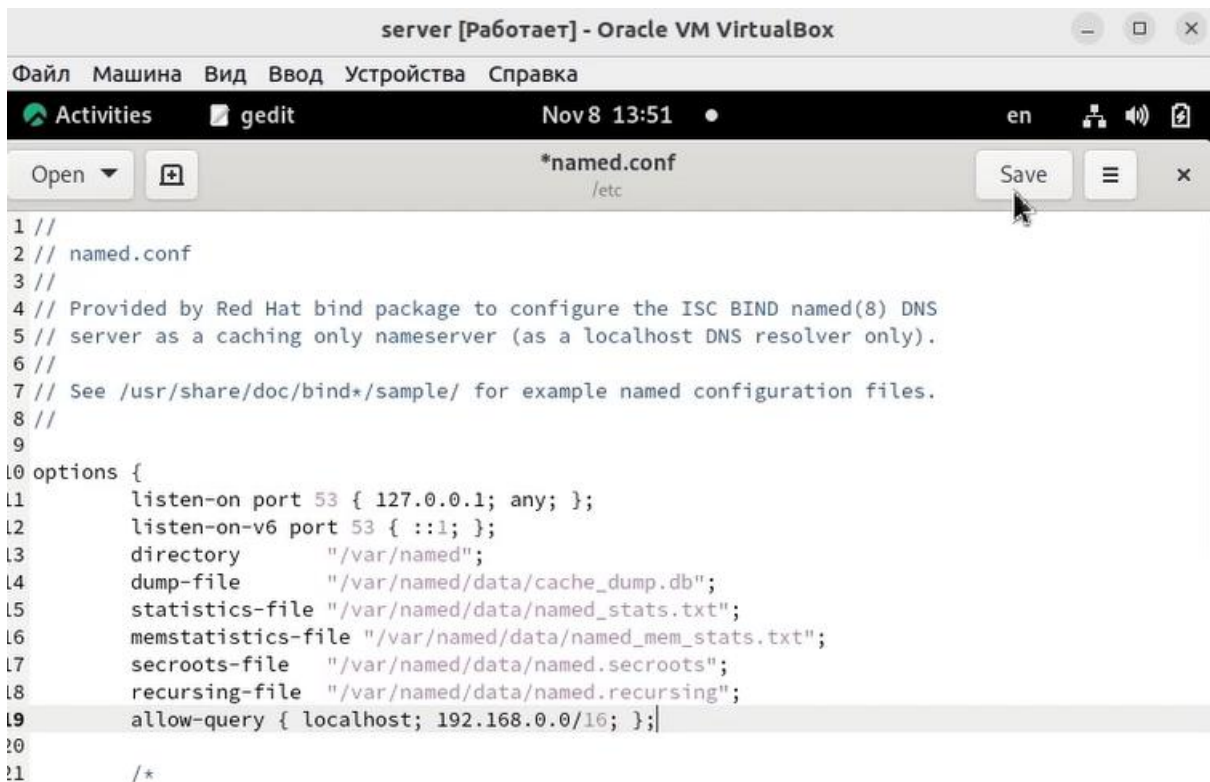 server [Работает] - Oracle VM VirtualBox
Файл Машина Вид Ввод Устройства Справка
Activities gedit Nov 8 13:51 en
Open *named.conf Save
/etc
1 //
2 // named.conf
3 //
4 // Provided by Red Hat bind package to configure the ISC BIND named(8) DNS
5 // server as a caching only nameserver (as a localhost DNS resolver only).
6 //
7 // See /usr/share/doc/bind*/sample/ for example named configuration files.
8 //
9
10 options {
11 listen-on port 53 { 127.0.0.1; any; };
12 listen-on-v6 port 53 { ::1; };
13 directory "/var/named";
14 dump-file "/var/named/data/cache_dump.db";
15 statistics-file "/var/named/data/named_stats.txt";
16 memstatistics-file "/var/named/data/named_mem_stats.txt";
17 secroots-file "/var/named/data/named.secroots";
18 recursing-file "/var/named/data/named.recursing";
19 allow-query { localhost; 192.168.0.0/16; };
20
21 /*